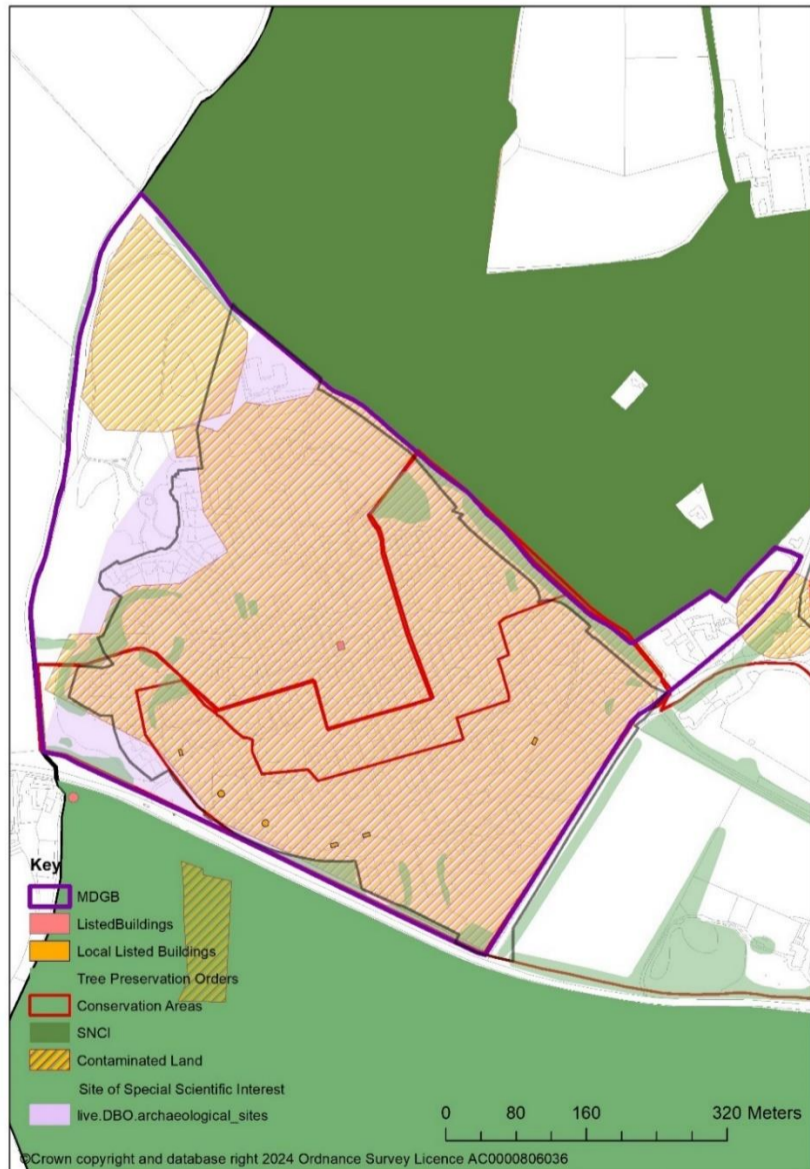 Key
MDGB
ListedBuildings
Local Listed Buildings
Tree Preservation Orders
Conservation Areas
SNCI
Contaminated Land
Site of Special Scientific Interest
live.DBO.archaeological_sites
0 80 160 320 Meters
©Crown copyright and database right 2024 Ordnance Survey Licence AC0000806036